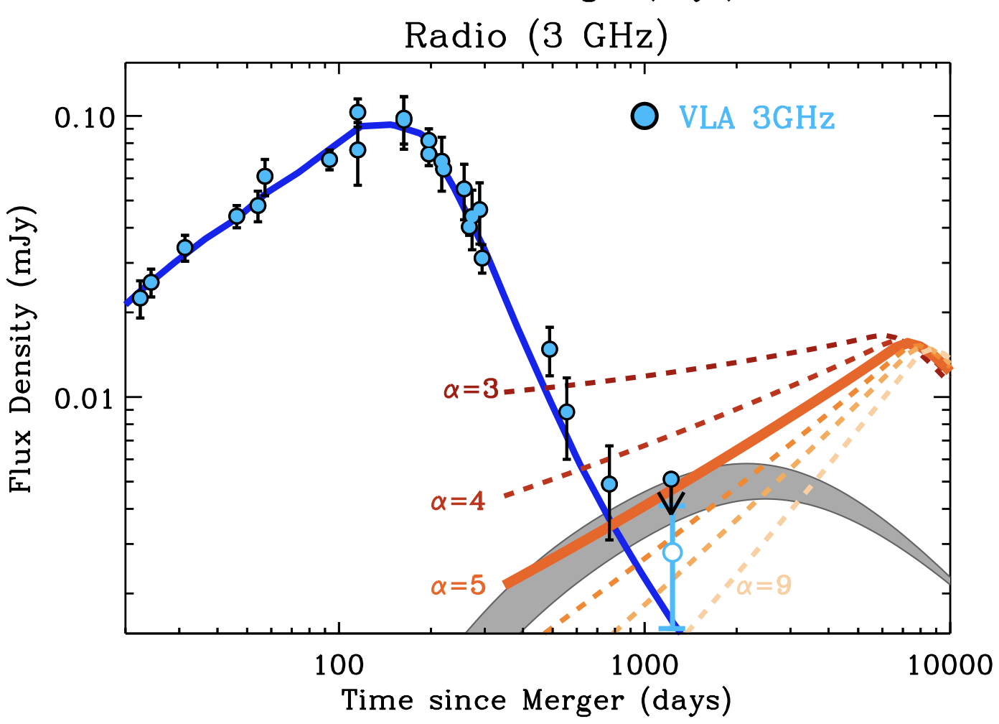 Radio (3 GHz)
0.10
VLA 3GHz
Flux Density (mJy)
α=3
0.01
α=4
α=5
α=9
100
1000
10000
Time since Merger (days)